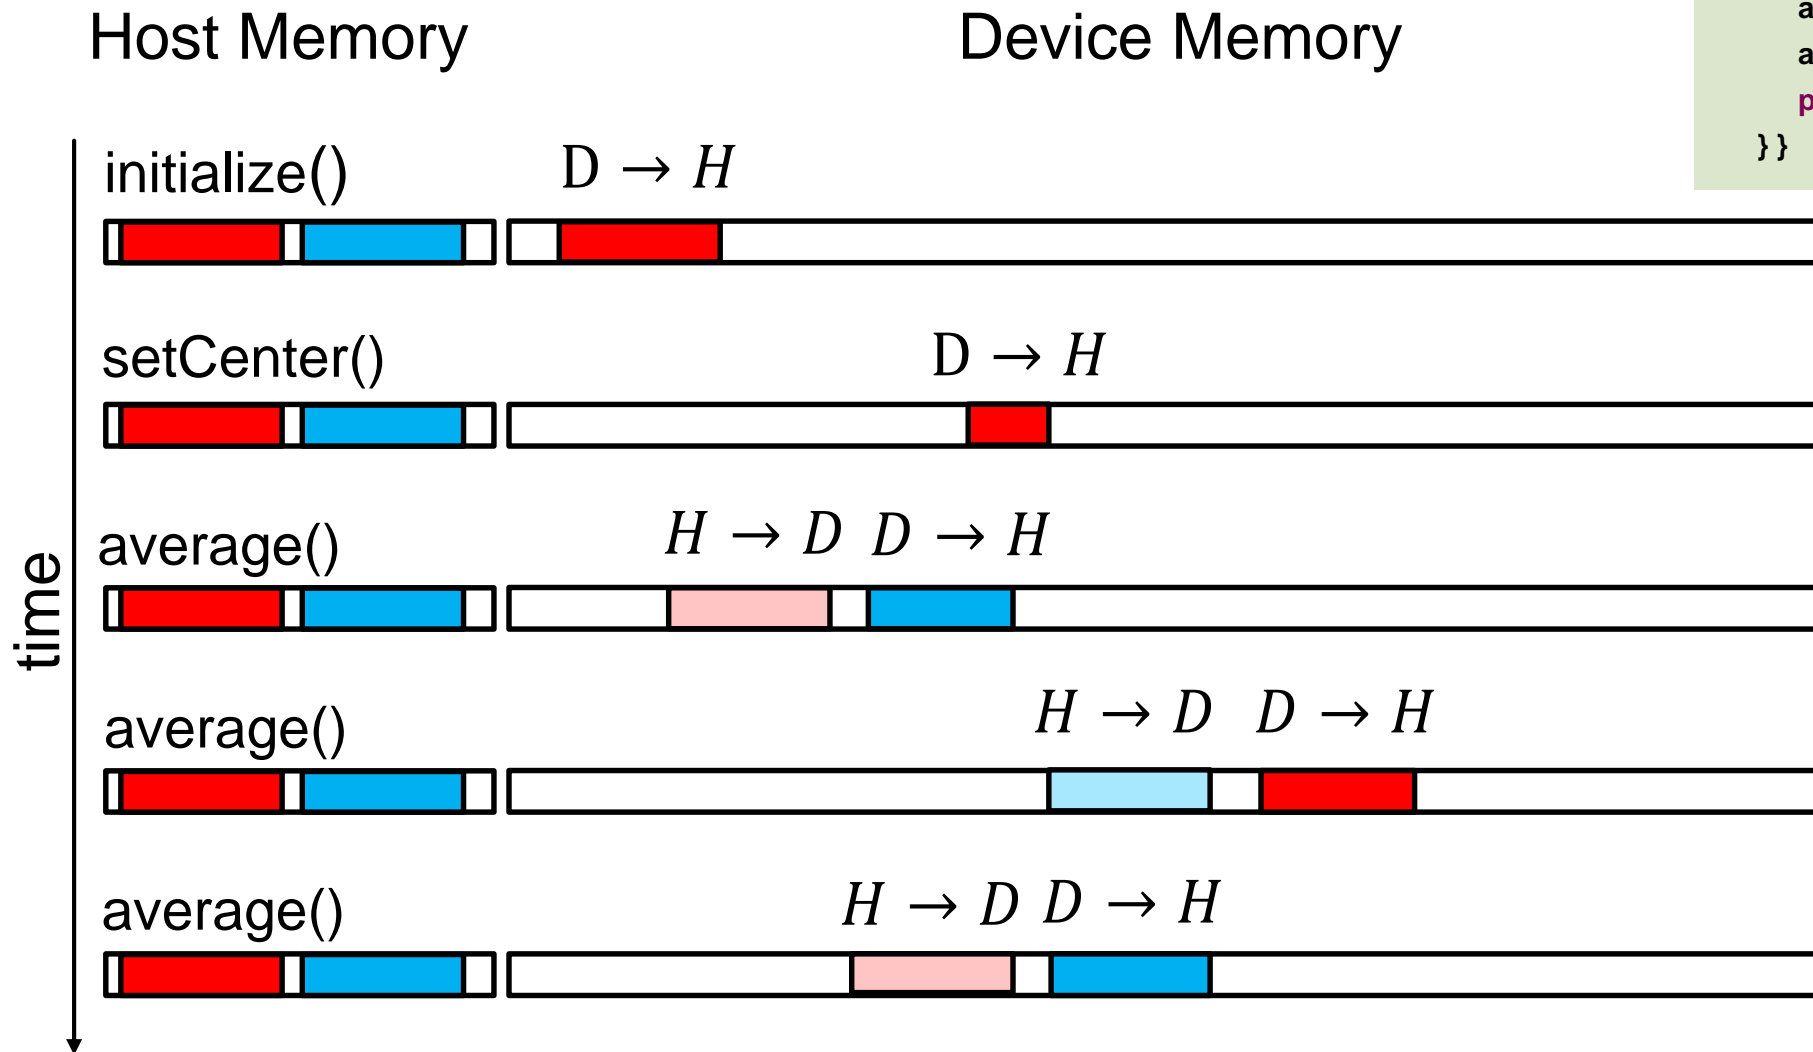 Host Memory
Device Memory
a
a
p
} }
initialize()
D → H
setCenter()
D → H
average()
H → D D → H
time
average()
H → D D → H
average()
H → D D → H